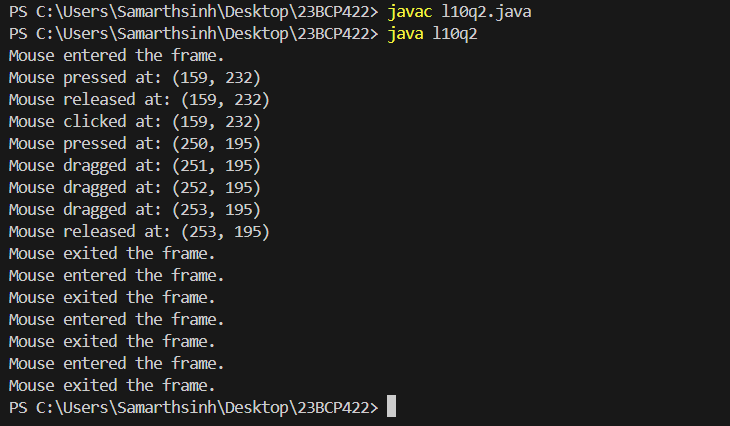 PS C:\Users\Samarthsinh\Desktop\23BCP422> javac l10q2.java
PS C:\Users\Samarthsinh\Desktop\23BCP422> java l10q2
Mouse entered the frame.
Mouse pressed at: (159, 232)
Mouse released at: (159, 232)
Mouse clicked at: (159, 232)
Mouse pressed at: (250, 195)
Mouse dragged at: (251, 195)
Mouse dragged at: (252, 195)
Mouse dragged at: (253, 195)
Mouse released at: (253, 195)
Mouse exited the frame.
Mouse entered the frame.
Mouse exited the frame.
Mouse entered the frame.
Mouse exited the frame.
Mouse entered the frame.
Mouse exited the frame.
PS C:\Users\Samarthsinh\Desktop\23BCP422>